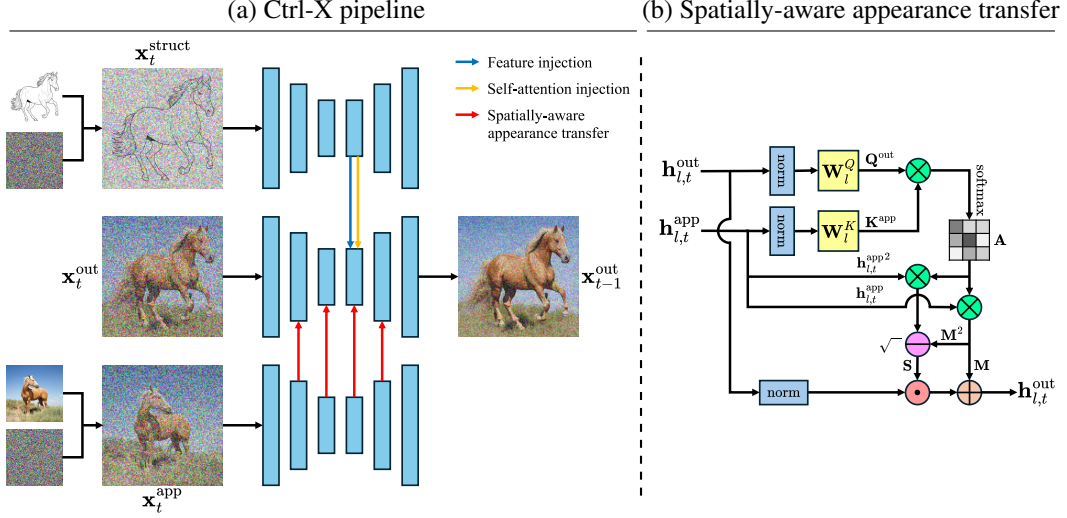 (a) Ctrl-X pipeline
(b) Spatially-aware appearance transfer
x_t^struct
Feature injection
Self-attention injection
Spatially-aware
appearance transfer
x_t^out
x_{t-1}^out
x_t^app
h_{l,t}^out
norm
W_l^Q
Q^out
softmax
h_{l,t}^app
norm
W_l^K
K^app
A
h_{l,t}^{app 2}
h_{l,t}^app
√
M^2
S
M
norm
h_{l,t}^out